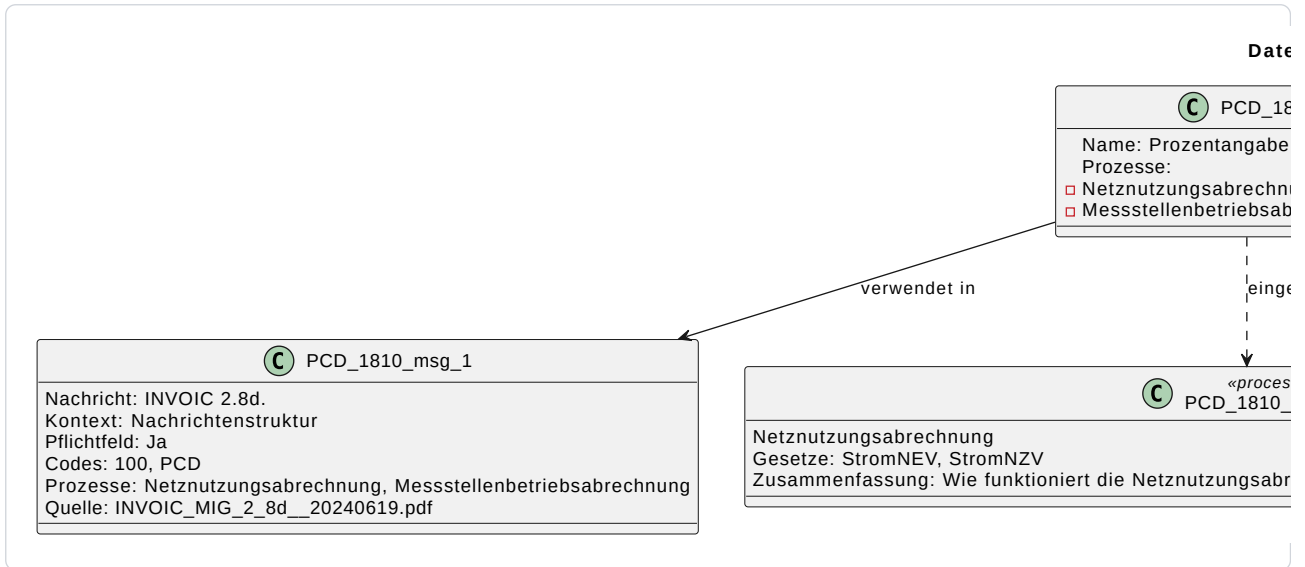 Date
C PCD_18
Name: Prozentangabe
Prozesse:
Netznutzungsabrechnu
Messstellenbetriebsab
verwendet in
einge
C PCD_1810_msg_1
Nachricht: INVOIC 2.8d.
Kontext: Nachrichtenstruktur
Pflichtfeld: Ja
Codes: 100, PCD
Prozesse: Netznutzungsabrechnung, Messstellenbetriebsabrechnung
Quelle: INVOIC_MIG_2_8d__20240619.pdf
«proces
C PCD_1810_
Netznutzungsabrechnung
Gesetze: StromNEV, StromNZV
Zusammenfassung: Wie funktioniert die Netznutzungsabr